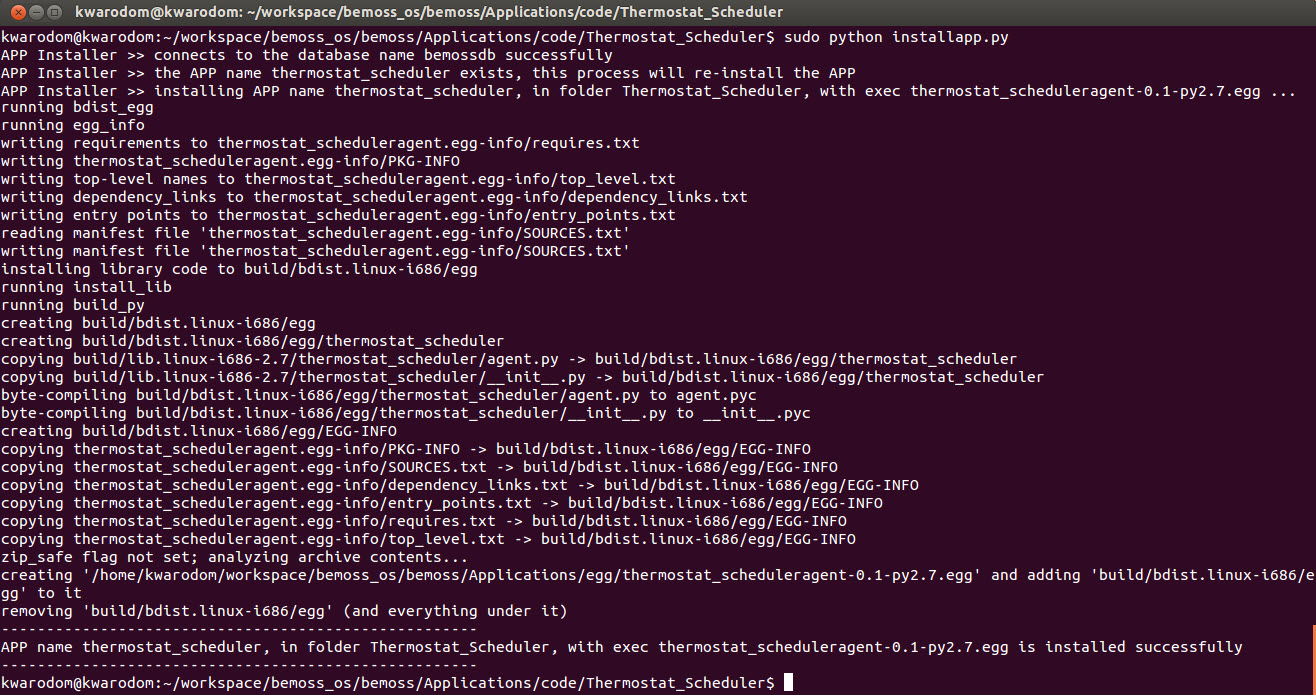 kwarodom@kwarodom: ~/workspace/bemoss_os/bemoss/Applications/code/Thermostat_Scheduler
kwarodom@kwarodom:~/workspace/bemoss_os/bemoss/Applications/code/Thermostat_Scheduler$ sudo python installapp.py
APP Installer >> connects to the database name bemossdb successfully
APP Installer >> the APP name thermostat_scheduler exists, this process will re-install the APP
APP Installer >> installing APP name thermostat_scheduler, in folder Thermostat_Scheduler, with exec thermostat_scheduleragent-0.1-py2.7.egg ...
running bdist_egg
running egg_info
writing requirements to thermostat_scheduleragent.egg-info/requires.txt
writing thermostat_scheduleragent.egg-info/PKG-INFO
writing top-level names to thermostat_scheduleragent.egg-info/top_level.txt
writing dependency_links to thermostat_scheduleragent.egg-info/dependency_links.txt
writing entry points to thermostat_scheduleragent.egg-info/entry_points.txt
reading manifest file 'thermostat_scheduleragent.egg-info/SOURCES.txt'
writing manifest file 'thermostat_scheduleragent.egg-info/SOURCES.txt'
installing library code to build/bdist.linux-i686/egg
running install_lib
running build_py
creating build/bdist.linux-i686/egg
creating build/bdist.linux-i686/egg/thermostat_scheduler
copying build/lib.linux-i686-2.7/thermostat_scheduler/agent.py -> build/bdist.linux-i686/egg/thermostat_scheduler
copying build/lib.linux-i686-2.7/thermostat_scheduler/__init__.py -> build/bdist.linux-i686/egg/thermostat_scheduler
byte-compiling build/bdist.linux-i686/egg/thermostat_scheduler/agent.py to agent.pyc
byte-compiling build/bdist.linux-i686/egg/thermostat_scheduler/__init__.py to __init__.pyc
creating build/bdist.linux-i686/egg/EGG-INFO
copying thermostat_scheduleragent.egg-info/PKG-INFO -> build/bdist.linux-i686/egg/EGG-INFO
copying thermostat_scheduleragent.egg-info/SOURCES.txt -> build/bdist.linux-i686/egg/EGG-INFO
copying thermostat_scheduleragent.egg-info/dependency_links.txt -> build/bdist.linux-i686/egg/EGG-INFO
copying thermostat_scheduleragent.egg-info/entry_points.txt -> build/bdist.linux-i686/egg/EGG-INFO
copying thermostat_scheduleragent.egg-info/requires.txt -> build/bdist.linux-i686/egg/EGG-INFO
copying thermostat_scheduleragent.egg-info/top_level.txt -> build/bdist.linux-i686/egg/EGG-INFO
zip_safe flag not set; analyzing archive contents...
creating '/home/kwarodom/workspace/bemoss_os/bemoss/Applications/egg/thermostat_scheduleragent-0.1-py2.7.egg' and adding 'build/bdist.linux-i686/e
gg' to it
removing 'build/bdist.linux-i686/egg' (and everything under it)
-----------------------------------------------------
APP name thermostat_scheduler, in folder Thermostat_Scheduler, with exec thermostat_scheduleragent-0.1-py2.7.egg is installed successfully
-----------------------------------------------------
kwarodom@kwarodom:~/workspace/bemoss_os/bemoss/Applications/code/Thermostat_Scheduler$